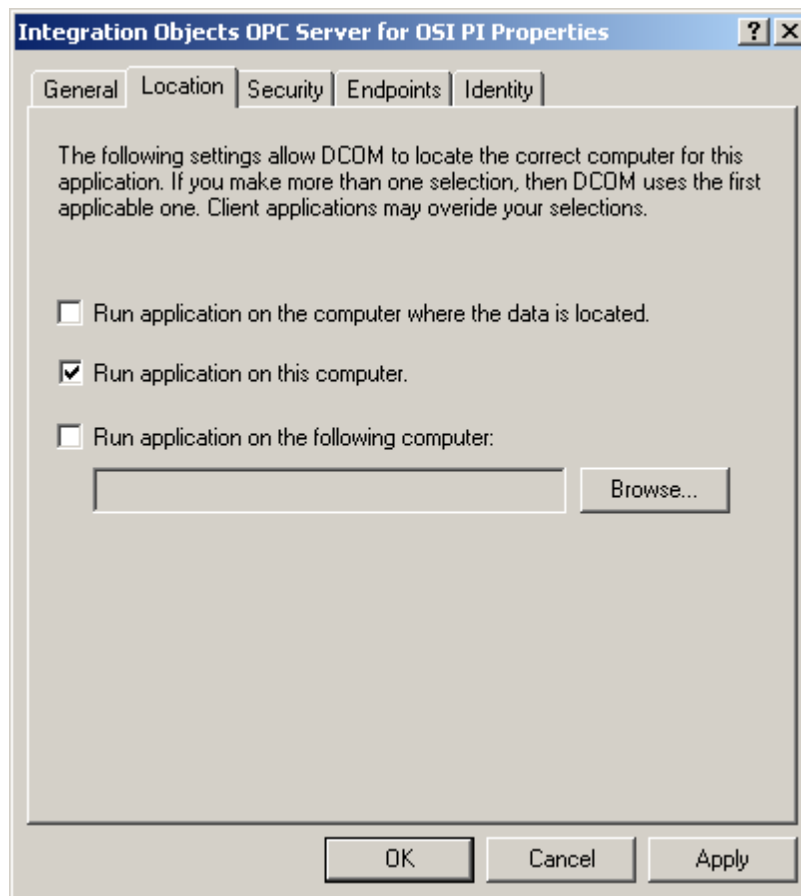 Integration Objects OPC Server for OSI PI Properties
General Location Security Endpoints Identity
The following settings allow DCOM to locate the correct computer for this
application. If you make more than one selection, then DCOM uses the first
applicable one. Client applications may overide your selections.
Run application on the computer where the data is located.
Run application on this computer.
Run application on the following computer:
Browse...
OK Cancel Apply